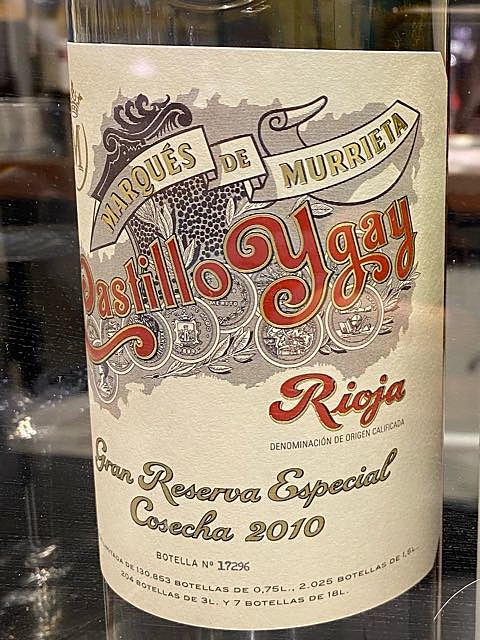 MARQUÉS DE MURRIETA
Castillo Ygay
Rioja
DENOMINACIÓN DE ORIGEN CALIFICADA
Gran Reserva Especial
Cosecha 2010
BOTELLA Nº 17296
DE 130.853 BOTELLAS DE 0,75L., 2.025 BOTELLAS DE 1,5L.,
204 BOTELLAS DE 3L. Y 7 BOTELLAS DE 18L.